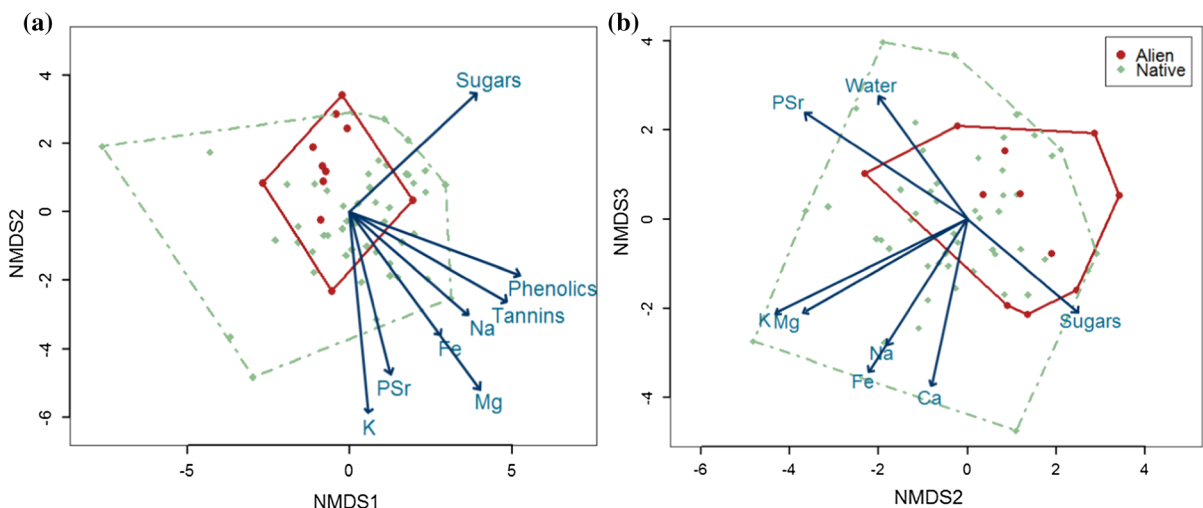 (a)
NMDS2
4
2
0
-2
-4
-6
-5
0
5
NMDS1
Sugars
Phenolics
Tannins
Na
Fe
Mg
PSr
K
(b)
NMDS3
4
2
0
-2
-4
-6
-4
-2
0
2
4
NMDS2
Alien
Native
Water
PSr
K Mg
Sugars
Na
Fe
Ca